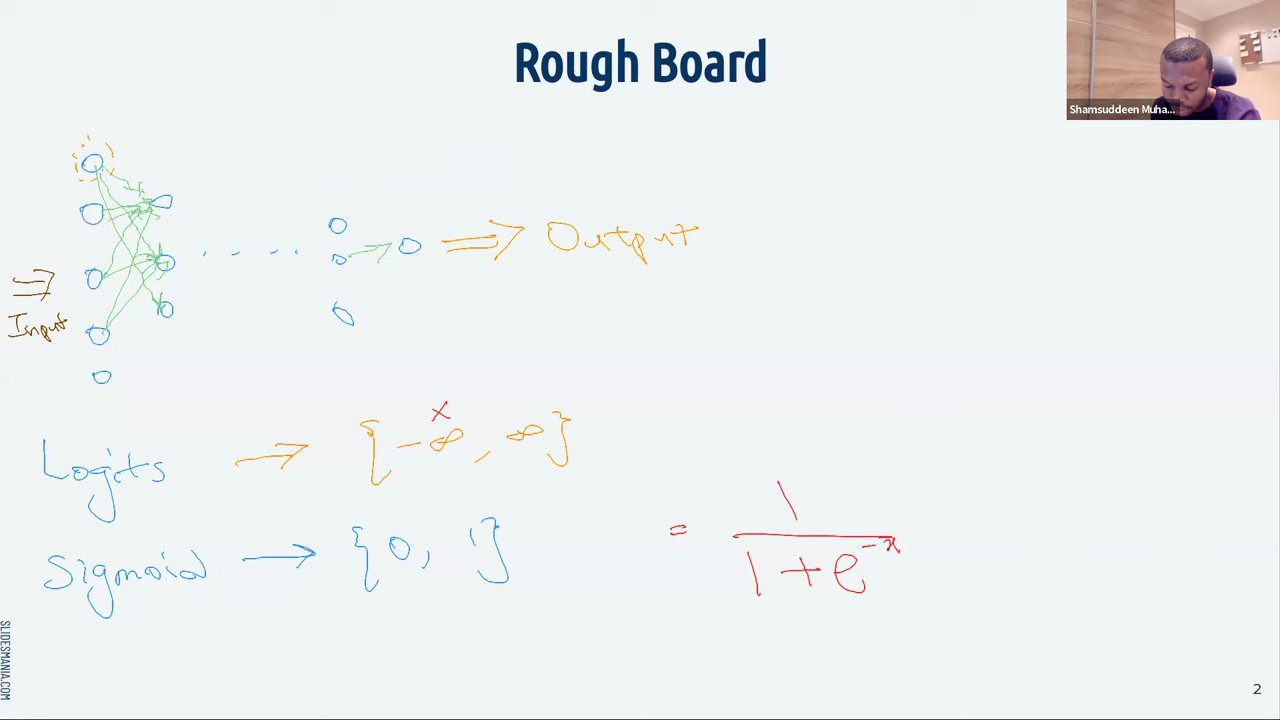 Rough Board
Shamsuddeen Muha...
⇒ Output
⇒
Input
Logits → {-∞, ∞}
x
Sigmoid → {0, 1}
= 1 / 1 + e^-x
SLIDESMANIA.COM
2